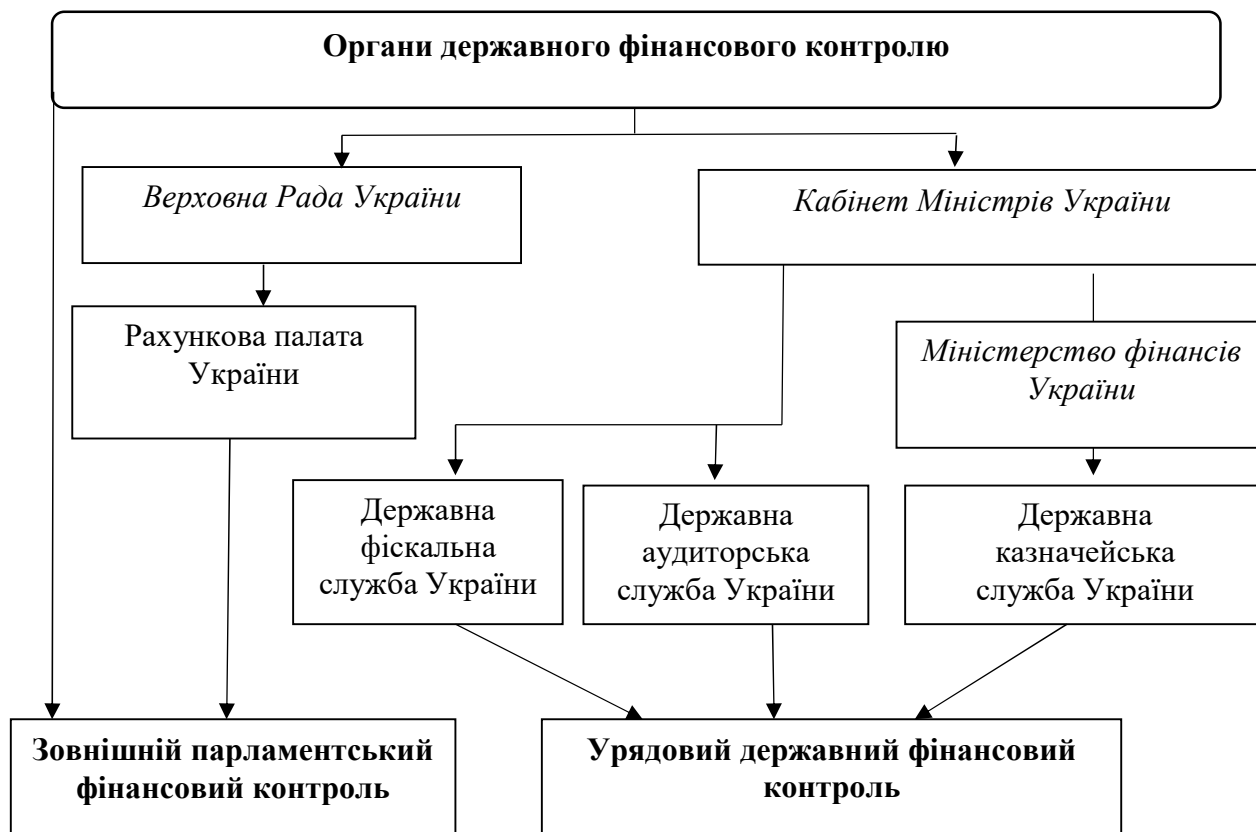 Органи державного фінансового контролю
Верховна Рада України
Кабінет Міністрів України
Рахункова палата
України
Міністерство фінансів
України
Державна
фіскальна
служба України
Державна
аудиторська
служба України
Державна
казначейська
служба України
Зовнішній парламентський
фінансовий контроль
Урядовий державний фінансовий
контроль